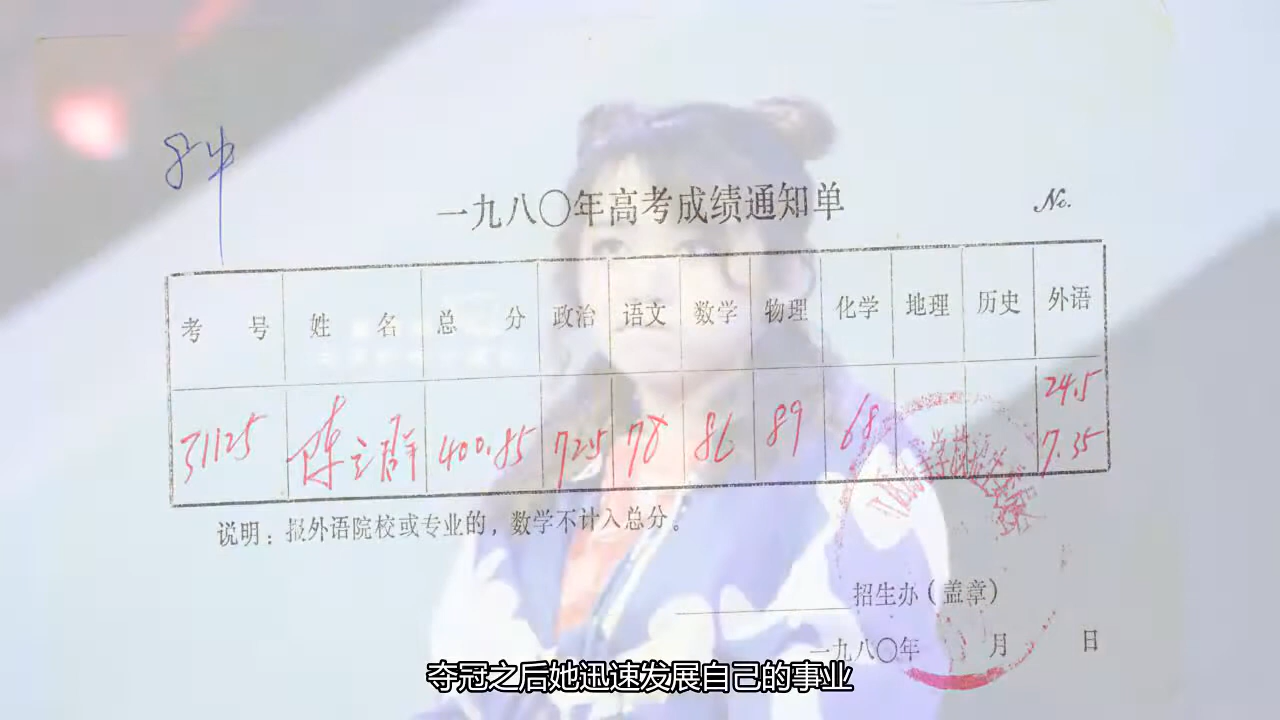 一九八〇年高考成绩通知单
No.
考号 姓名 总分 政治 语文 数学 物理 化学 地理 历史 外语
24.5
31125 陈之群 400.85 72.5 78 86 89 68 7.35
说明：报外语院校或专业的，数学不计入总分。
招生办（盖章）
一九八〇年 月 日
夺冠之后她迅速发展自己的事业